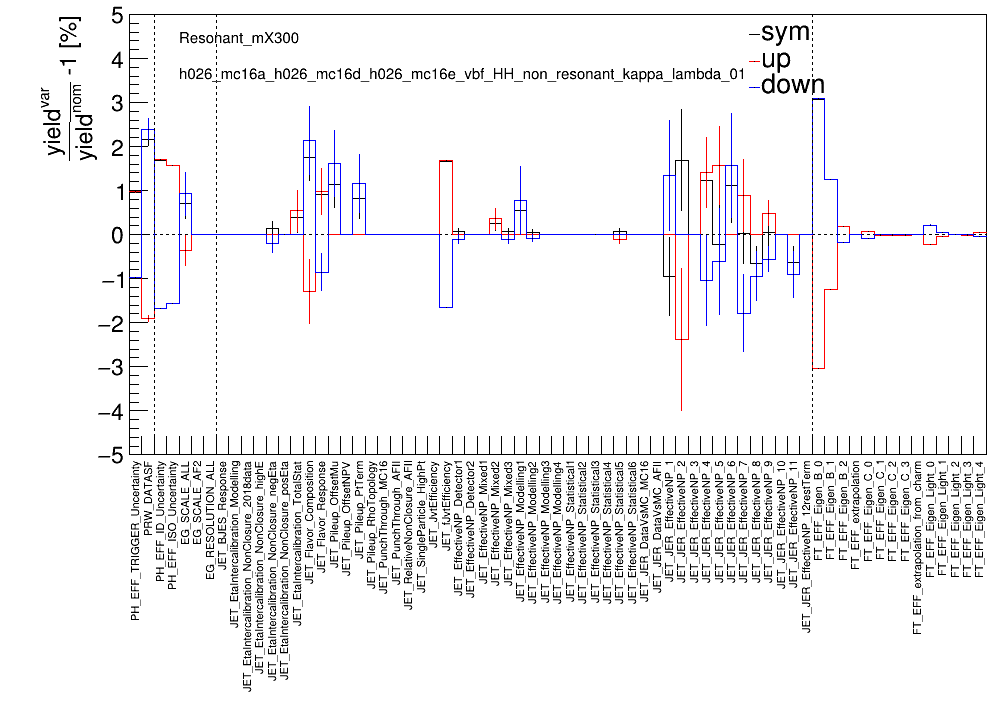 yield^var / yield^nom -1 [%]
5
4
3
2
1
0
−1
−2
−3
−4
−5
Resonant_mX300
h026_mc16a_h026_mc16d_h026_mc16e_vbf_HH_non_resonant_kappa_lambda_01
sym
up
down
PH_EFF_TRIGGER_Uncertainty
PRW_DATASF
PH_EFF_ID_Uncertainty
PH_EFF_ISO_Uncertainty
EG_SCALE_ALL
EG_SCALE_AF2
EG_RESOLUTION_ALL
JET_BJES_Response
JET_EtaIntercalibration_Modelling
JET_EtaIntercalibration_NonClosure_2018data
JET_EtaIntercalibration_NonClosure_highE
JET_EtaIntercalibration_NonClosure_negEta
JET_EtaIntercalibration_NonClosure_posEta
JET_EtaIntercalibration_TotalStat
JET_Flavor_Composition
JET_Flavor_Response
JET_Pileup_OffsetMu
JET_Pileup_OffsetNPV
JET_Pileup_PtTerm
JET_Pileup_RhoTopology
JET_PunchThrough_MC16
JET_PunchThrough_AFII
JET_RelativeNonClosure_AFII
JET_SingleParticle_HighPt
JET_JvtEfficiency
JET_fJvtEfficiency
JET_EffectiveNP_Detector1
JET_EffectiveNP_Detector2
JET_EffectiveNP_Mixed1
JET_EffectiveNP_Mixed2
JET_EffectiveNP_Mixed3
JET_EffectiveNP_Modelling1
JET_EffectiveNP_Modelling2
JET_EffectiveNP_Modelling3
JET_EffectiveNP_Modelling4
JET_EffectiveNP_Statistical1
JET_EffectiveNP_Statistical2
JET_EffectiveNP_Statistical3
JET_EffectiveNP_Statistical4
JET_EffectiveNP_Statistical5
JET_EffectiveNP_Statistical6
JET_JER_DataVsMC_MC16
JET_JER_DataVsMC_AFII
JET_JER_EffectiveNP_1
JET_JER_EffectiveNP_2
JET_JER_EffectiveNP_3
JET_JER_EffectiveNP_4
JET_JER_EffectiveNP_5
JET_JER_EffectiveNP_6
JET_JER_EffectiveNP_7
JET_JER_EffectiveNP_8
JET_JER_EffectiveNP_9
JET_JER_EffectiveNP_10
JET_JER_EffectiveNP_11
JET_JER_EffectiveNP_12restTerm
FT_EFF_Eigen_B_0
FT_EFF_Eigen_B_1
FT_EFF_Eigen_B_2
FT_EFF_extrapolation
FT_EFF_Eigen_C_0
FT_EFF_Eigen_C_1
FT_EFF_Eigen_C_2
FT_EFF_Eigen_C_3
FT_EFF_extrapolation_from_charm
FT_EFF_Eigen_Light_0
FT_EFF_Eigen_Light_1
FT_EFF_Eigen_Light_2
FT_EFF_Eigen_Light_3
FT_EFF_Eigen_Light_4